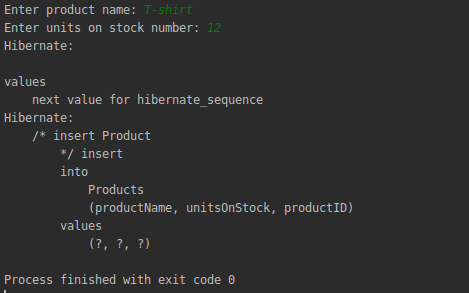 Enter product name: T-shirt
Enter units on stock number: 12
Hibernate:
values
next value for hibernate_sequence
Hibernate:
/* insert Product
*/ insert
into
Products
(productName, unitsOnStock, productID)
values
(?, ?, ?)
Process finished with exit code 0